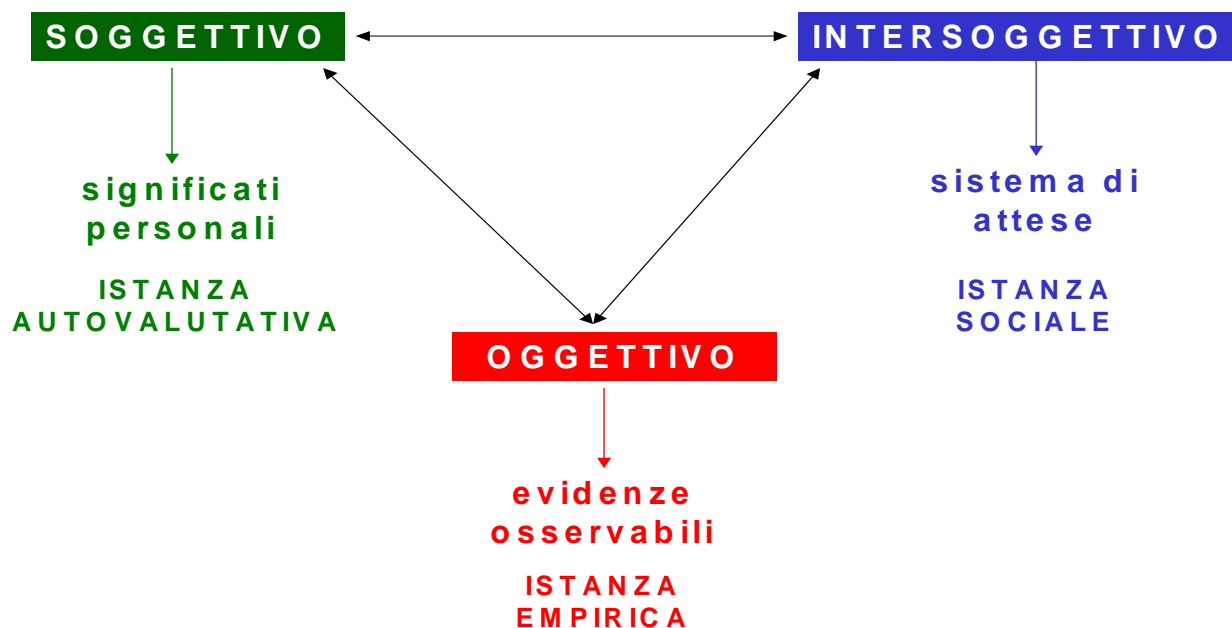 SOGGETTIVO
INTERSOGGETTIVO
significati
personali
ISTANZA
AUTOVALUTATIVA
sistema di
attese
ISTANZA
SOCIALE
OGGETTIVO
evidenze
osservabili
ISTANZA
EMPIRICA